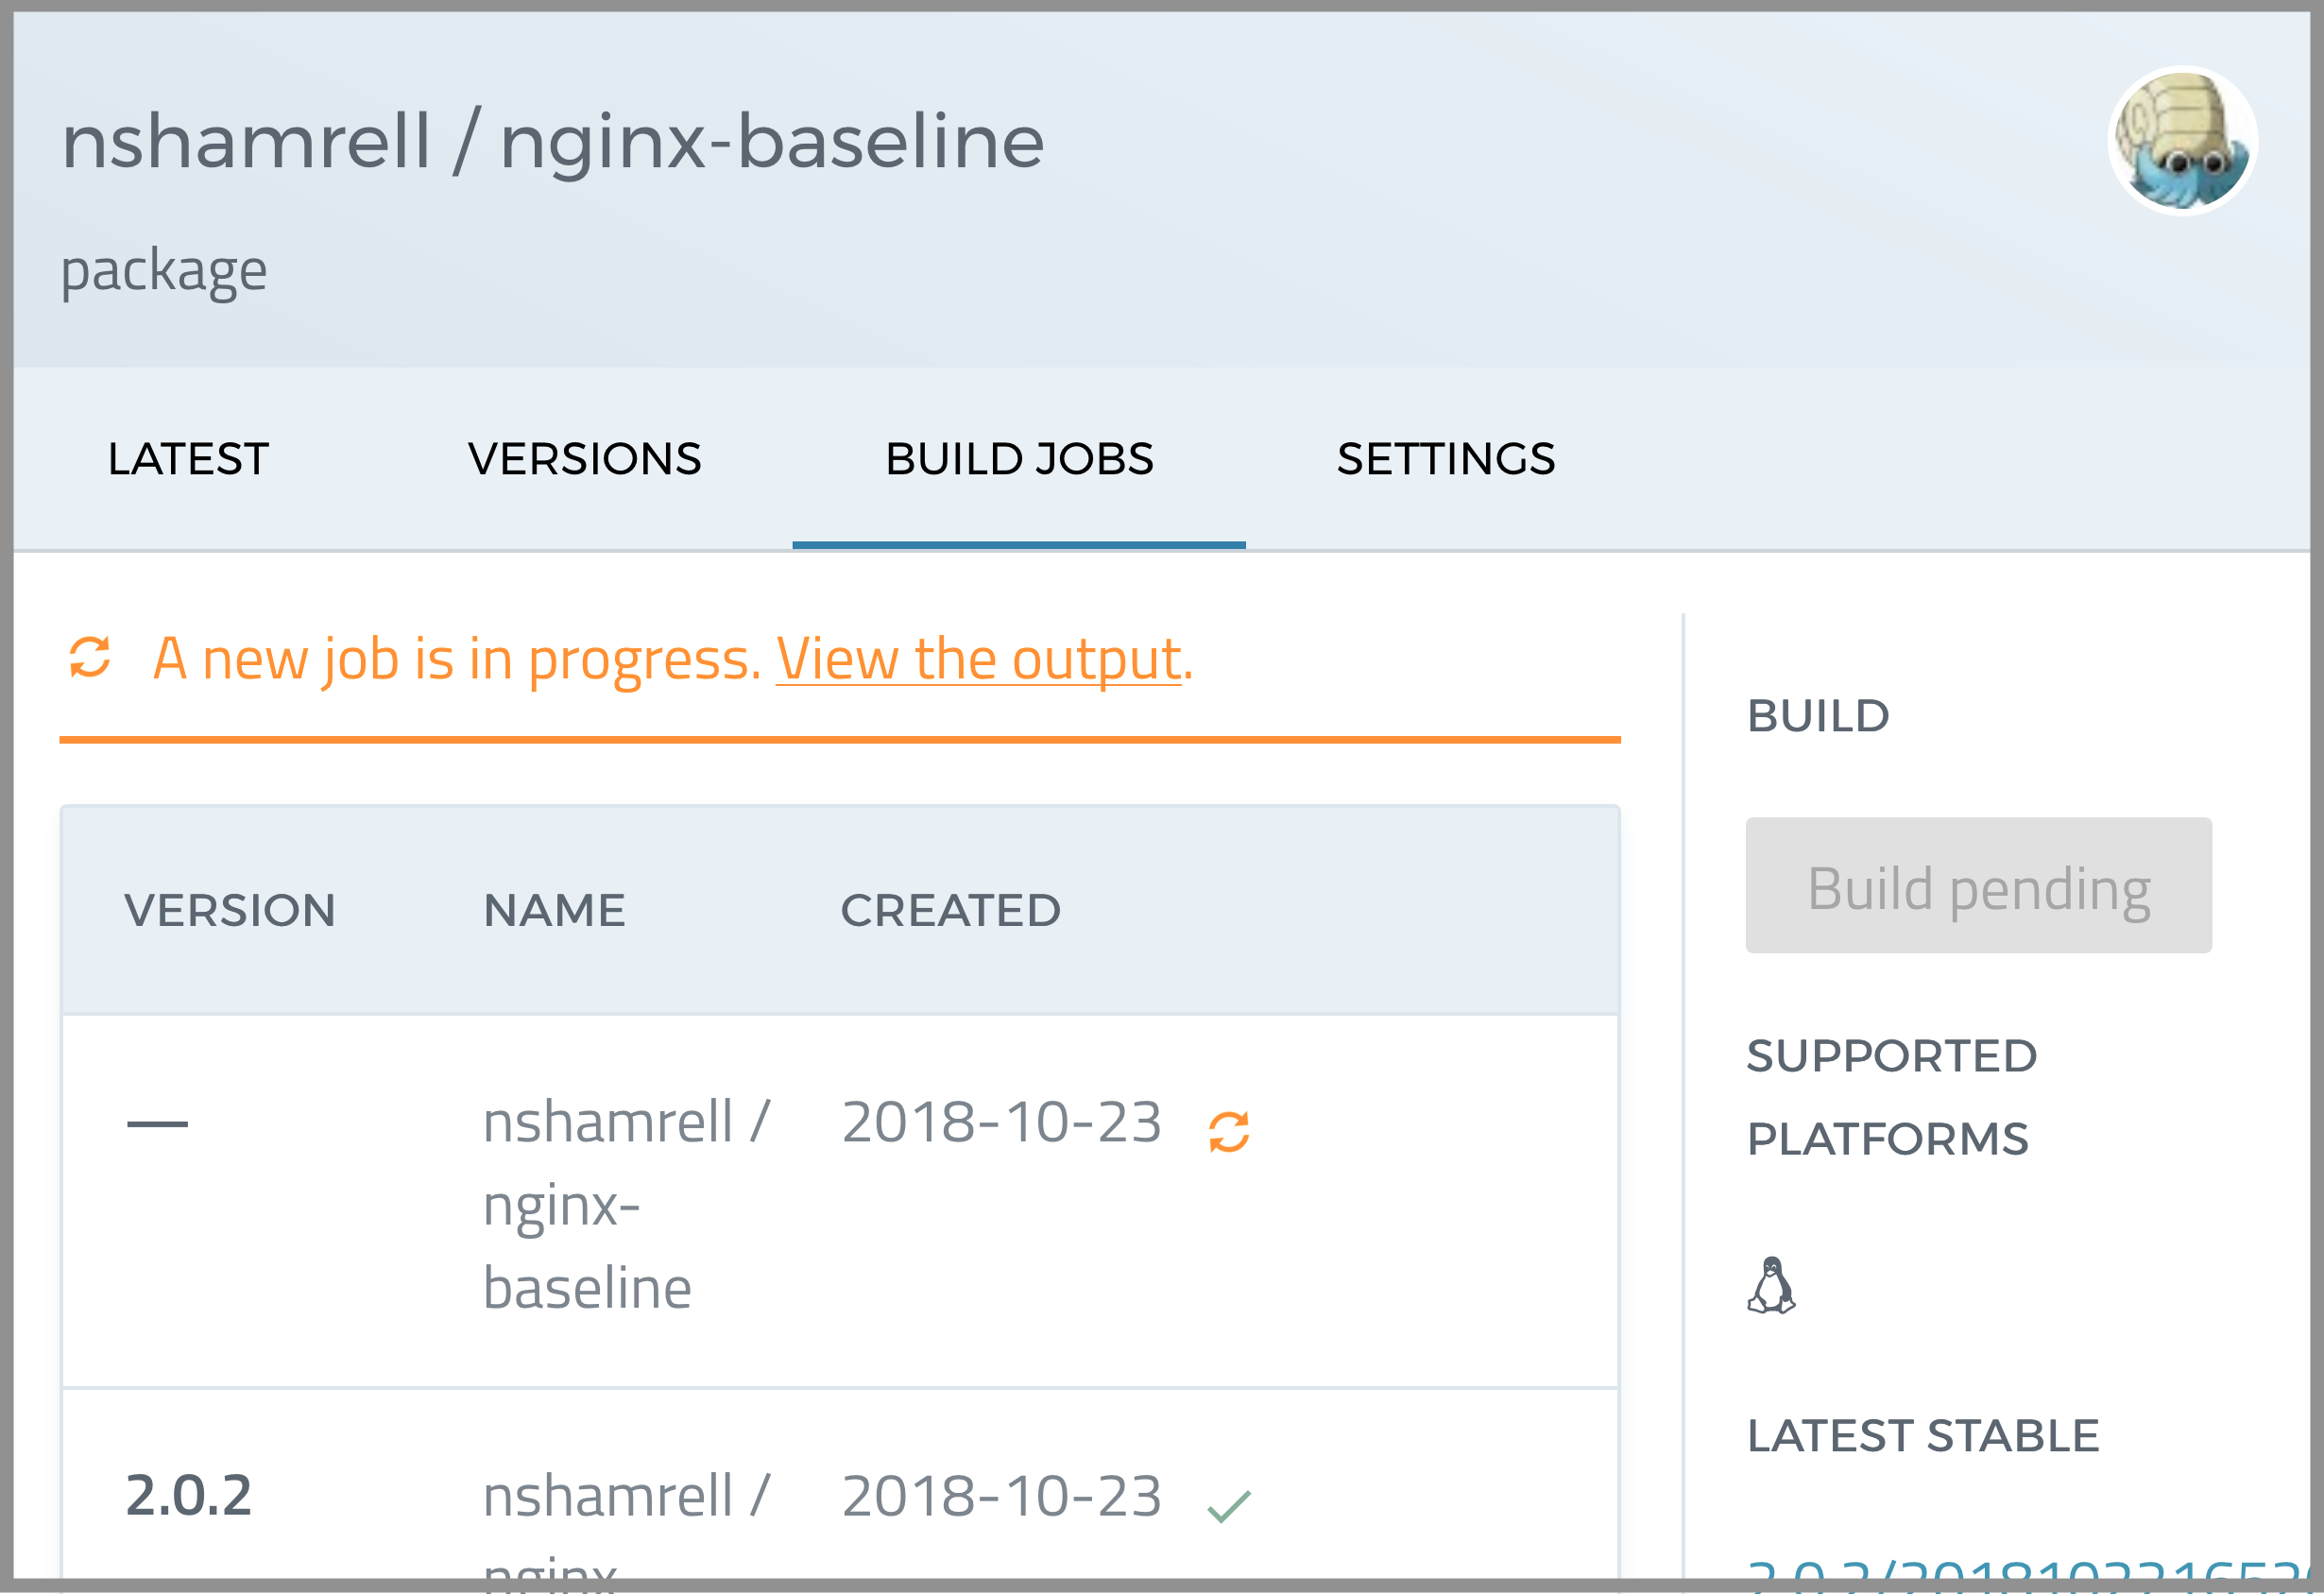 nshamrell / nginx-baseline
package
LATEST VERSIONS BUILD JOBS SETTINGS
A new job is in progress. View the output.
VERSION NAME CREATED
— nshamrell / 2018-10-23
nginx-
baseline
2.0.2 nshamrell / 2018-10-23
nginx-
BUILD
Build pending
SUPPORTED
PLATFORMS
LATEST STABLE